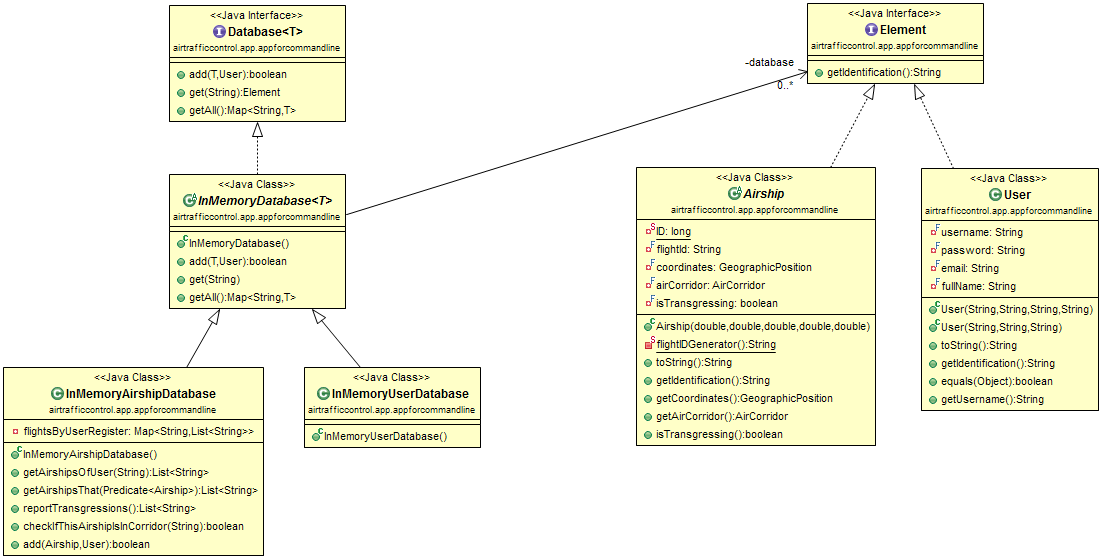 <<Java Interface>>
Database<T>
airtrafficcontrol.app.appforcommandline
add(T,User):boolean
get(String):Element
getAll():Map<String,T>
<<Java Interface>>
Element
airtrafficcontrol.app.appforcommandline
getIdentification():String
-database
0..*
<<Java Class>>
InMemoryDatabase<T>
airtrafficcontrol.app.appforcommandline
InMemoryDatabase()
add(T,User):boolean
get(String)
getAll():Map<String,T>
<<Java Class>>
Airship
airtrafficcontrol.app.appforcommandline
ID: long
flightId: String
coordinates: GeographicPosition
airCorridor: AirCorridor
isTransgressing: boolean
Airship(double,double,double,double,double)
flightIDGenerator():String
toString():String
getIdentification():String
getCoordinates():GeographicPosition
getAirCorridor():AirCorridor
isTransgressing():boolean
<<Java Class>>
User
airtrafficcontrol.app.appforcommandline
username: String
password: String
email: String
fullName: String
User(String,String,String,String)
User(String,String,String)
toString():String
getIdentification():String
equals(Object):boolean
getUsername():String
<<Java Class>>
InMemoryAirshipDatabase
airtrafficcontrol.app.appforcommandline
flightsByUserRegister: Map<String,List<String>>
InMemoryAirshipDatabase()
getAirshipsOfUser(String):List<String>
getAirshipsThat(Predicate<Airship>):List<String>
reportTransgressions():List<String>
checkIfThisAirshipIsInCorridor(String):boolean
add(Airship,User):boolean
<<Java Class>>
InMemoryUserDatabase
airtrafficcontrol.app.appforcommandline
InMemoryUserDatabase()